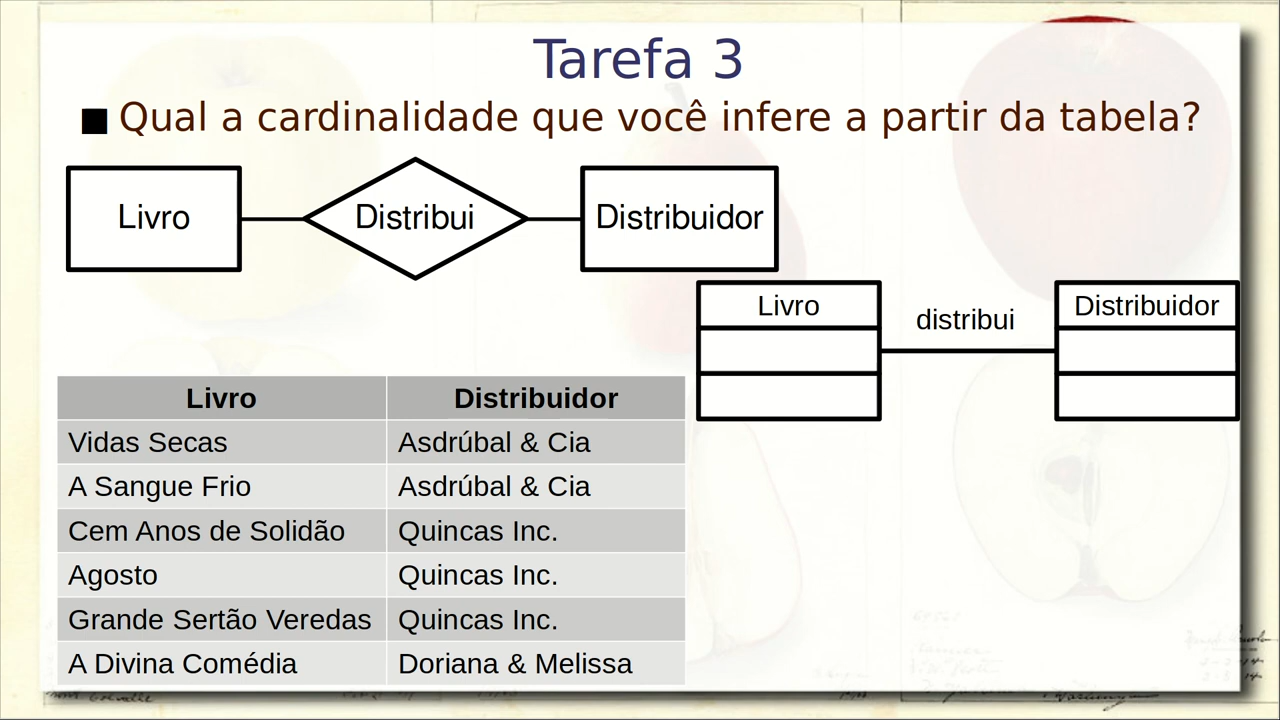 Tarefa 3
Qual a cardinalidade que você infere a partir da tabela?
Livro Distribui Distribuidor
Livro distribui Distribuidor
Livro Distribuidor
Vidas Secas Asdrúbal & Cia
A Sangue Frio Asdrúbal & Cia
Cem Anos de Solidão Quincas Inc.
Agosto Quincas Inc.
Grande Sertão Veredas Quincas Inc.
A Divina Comédia Doriana & Melissa